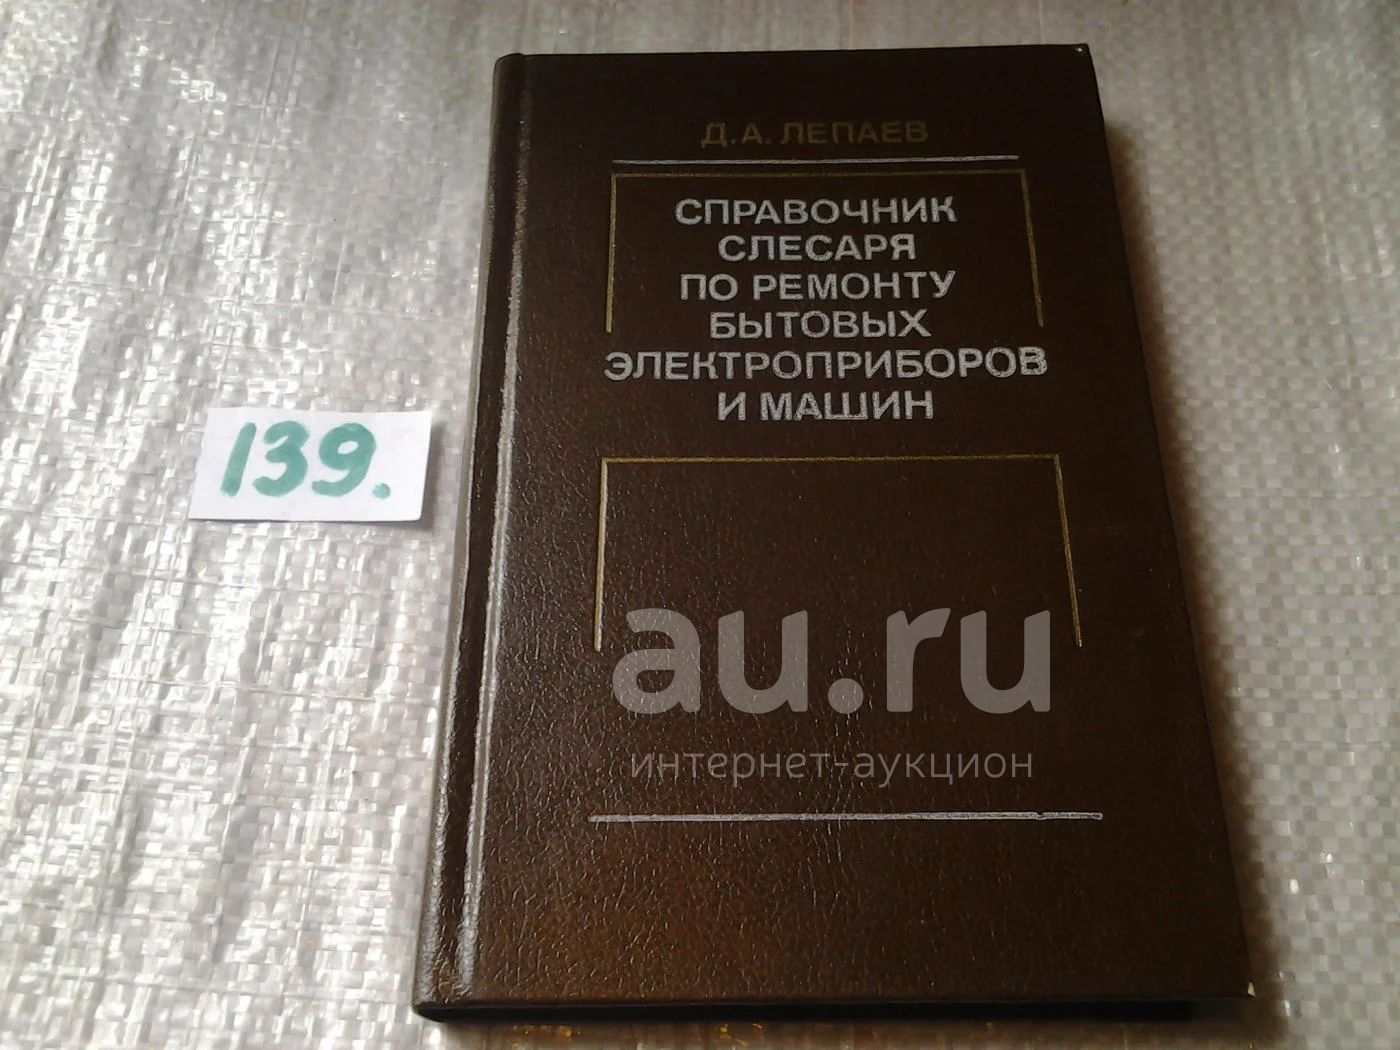 Д.А. ЛЕПАЕВ
СПРАВОЧНИК
СЛЕСАРЯ
ПО РЕМОНТУ
БЫТОВЫХ
ЭЛЕКТРОПРИБОРОВ
И МАШИН
139.
au.ru
интернет-аукцион